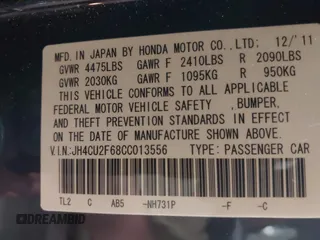 MFD. IN JAPAN BY HONDA MOTOR CO.,LTD; 12/'11
GVWR 4475LBS GAWR F 2410LBS R 2090LBS
GVWR 2030KG GAWR F 1095KG R 950KG
THIS VEHICLE CONFORMS TO ALL APPLICABLE
FEDERAL MOTOR VEHICLE SAFETY ,BUMPER,
AND THEFT PREVENTION STANDARDS IN
EFFECT ON THE DATE OF MANUFACTURE
SHOWN ABOVE.
V.I.N:JH4CU2F68CC013556 TYPE: PASSENGER CAR
TL2 C AB5 -NH731P -F -C
DREAMBID